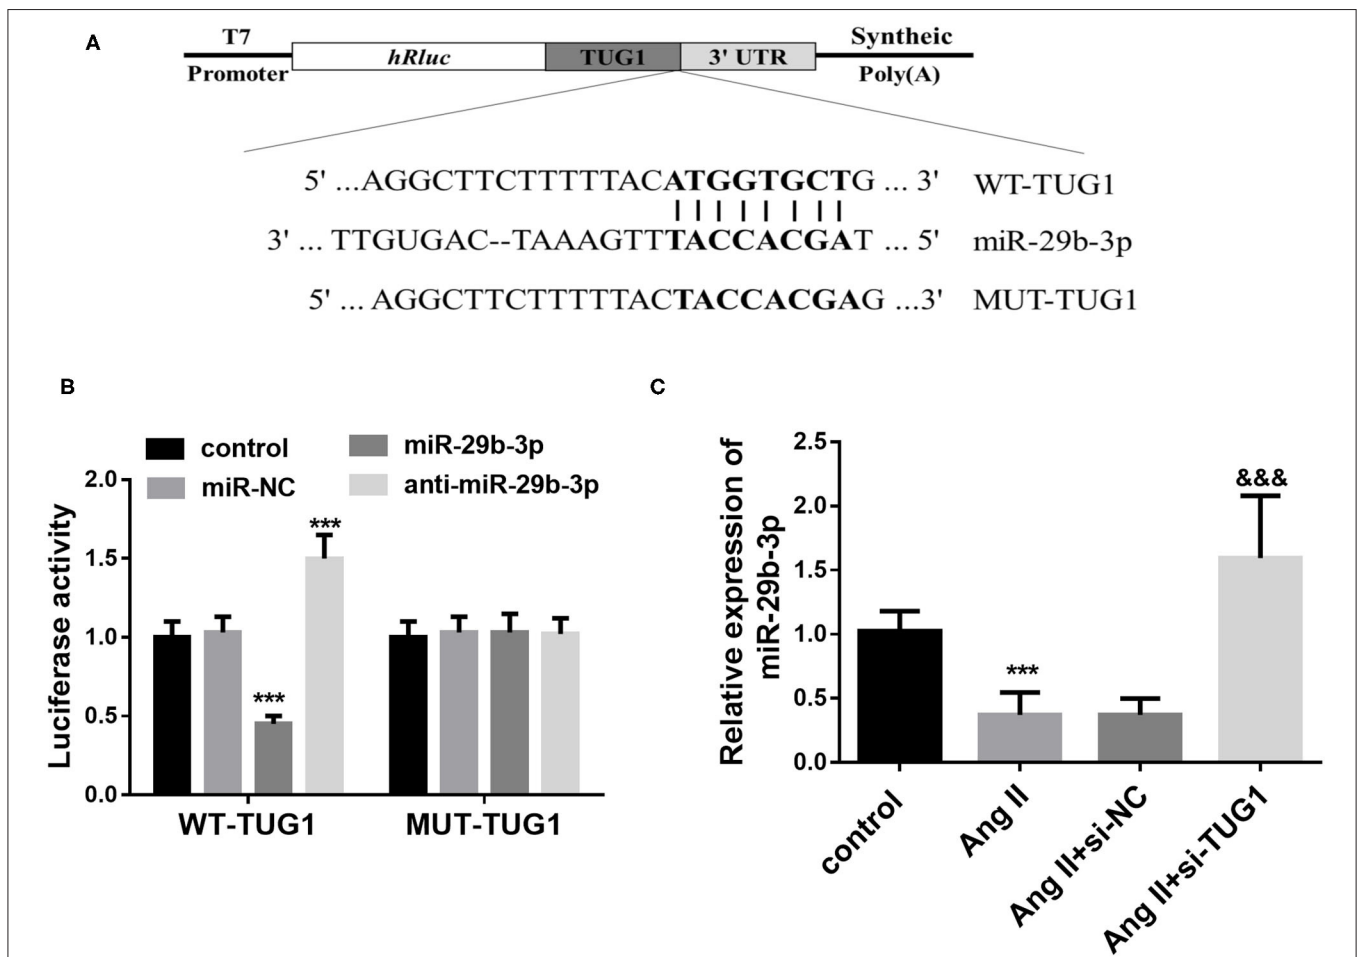 A
T7
Promoter
hRluc
TUG1
3' UTR
Syntheic
Poly(A)
5' ...AGGCTTCTTTTTACATGGTGCTG ... 3' WT-TUG1
3' ... TTGUGAC--TAAAGTTTACCACGAT ... 5' miR-29b-3p
5' ... AGGCTTCTTTTTACTACCACGAG ...3' MUT-TUG1
B
control
miR-NC
miR-29b-3p
anti-miR-29b-3p
Luciferase activity
2.0
1.5
1.0
0.5
0.0
***
***
WT-TUG1
MUT-TUG1
C
Relative expression of
miR-29b-3p
2.5
2.0
1.5
1.0
0.5
0.0
***
&&&
control
Ang II
Ang II+si-NC
Ang II+si-TUG1